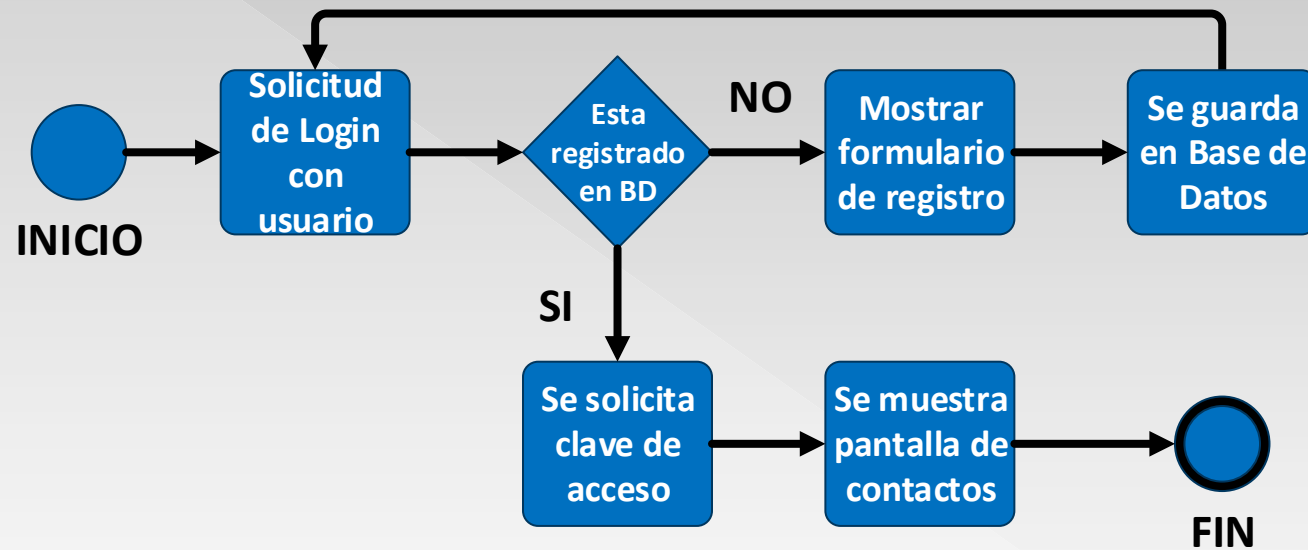 Solicitud
de Login
con
usuario
INICIO
Esta
registrado
en BD
NO
Mostrar
formulario
de registro
Se guarda
en Base de
Datos
SI
Se solicita
clave de
acceso
Se muestra
pantalla de
contactos
FIN